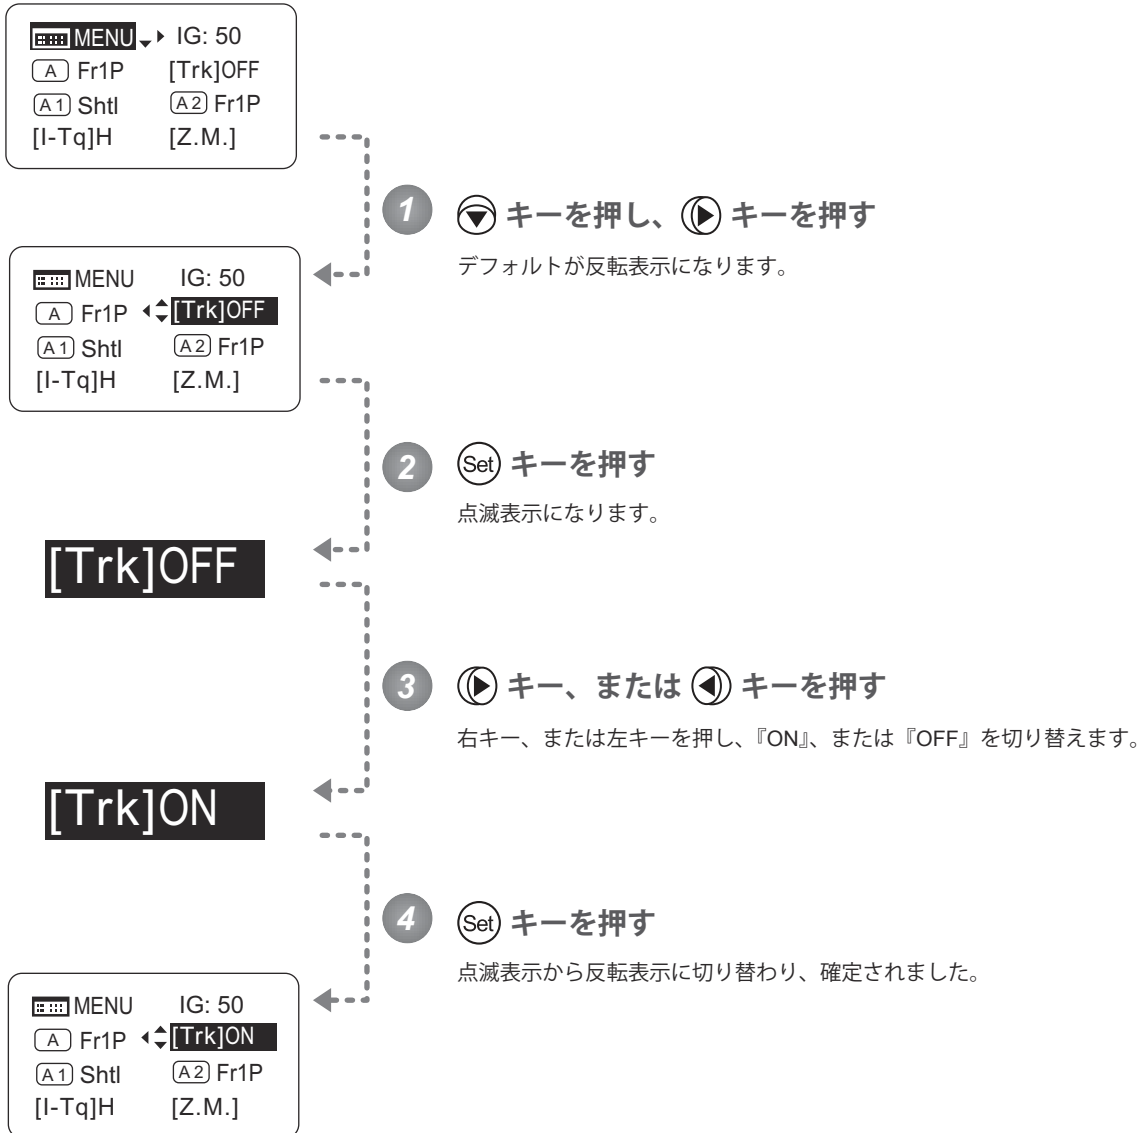 MENU IG: 50
A Fr1P [Trk]OFF
A1 Shtl A2 Fr1P
[I-Tq]H [Z.M.]
1 キーを押し、 キーを押す
デフォルトが反転表示になります。
MENU IG: 50
A Fr1P [Trk]OFF
A1 Shtl A2 Fr1P
[I-Tq]H [Z.M.]
2 Set キーを押す
点滅表示になります。
[Trk]OFF
3 キー、または キーを押す
右キー、または左キーを押し、『ON』、または『OFF』を切り替えます。
[Trk]ON
4 Set キーを押す
点滅表示から反転表示に切り替わり、確定されました。
MENU IG: 50
A Fr1P [Trk]ON
A1 Shtl A2 Fr1P
[I-Tq]H [Z.M.]